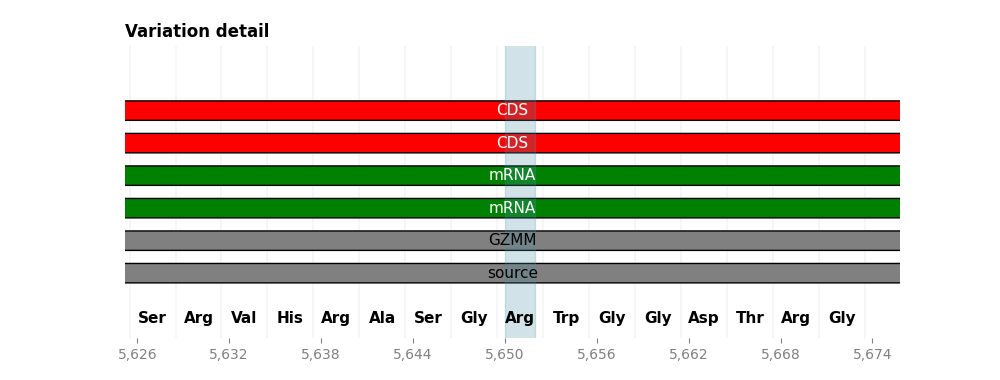 Variation detail
CDS
CDS
mRNA
mRNA
GZMM
source
Ser Arg Val His Arg Ala Ser Gly Arg Trp Gly Gly Asp Thr Arg Gly
5,626 5,632 5,638 5,644 5,650 5,656 5,662 5,668 5,674